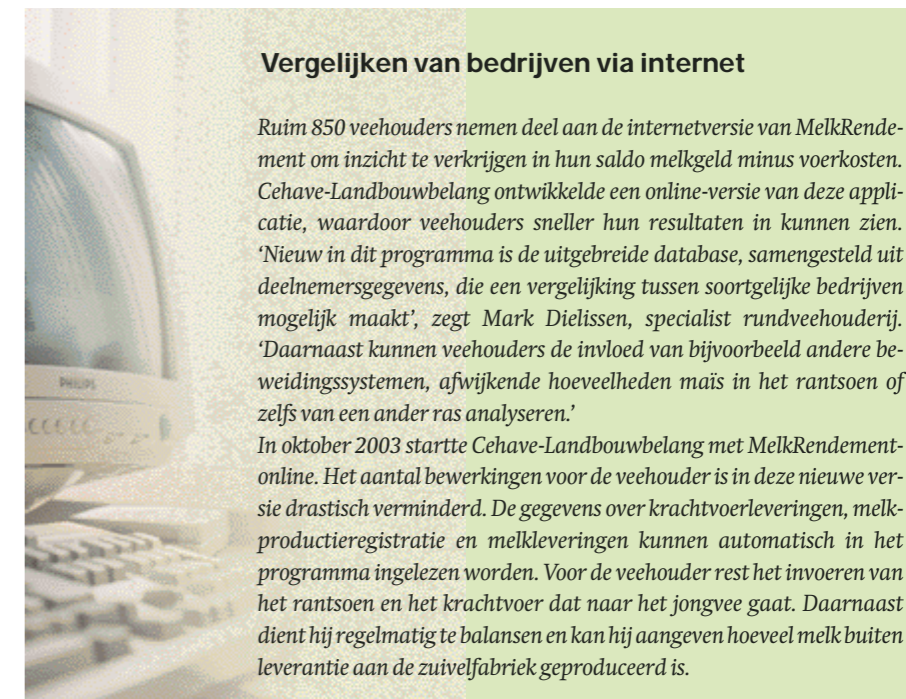 Vergelijken van bedrijven via internet
Ruim 850 veehouders nemen deel aan de internetversie van MelkRende-
ment om inzicht te verkrijgen in hun saldo melkgeld minus voerkosten.
Cehave-Landbouwbelang ontwikkelde een online-versie van deze appli-
catie, waardoor veehouders sneller hun resultaten in kunnen zien.
‘Nieuw in dit programma is de uitgebreide database, samengesteld uit
deelnemersgegevens, die een vergelijking tussen soortgelijke bedrijven
mogelijk maakt’, zegt Mark Dielissen, specialist rundveehouderij.
‘Daarnaast kunnen veehouders de invloed van bijvoorbeeld andere be-
weidingssystemen, afwijkende hoeveelheden maïs in het rantsoen of
zelfs van een ander ras analyseren.’
In oktober 2003 startte Cehave-Landbouwbelang met MelkRendement-
online. Het aantal bewerkingen voor de veehouder is in deze nieuwe ver-
sie drastisch verminderd. De gegevens over krachtvoerleveringen, melk-
productieregistratie en melkleveringen kunnen automatisch in het
programma ingelezen worden. Voor de veehouder rest het invoeren van
het rantsoen en het krachtvoer dat naar het jongvee gaat. Daarnaast
dient hij regelmatig te balansen en kan hij aangeven hoeveel melk buiten
leverantie aan de zuivelfabriek geproduceerd is.
PHILIPS